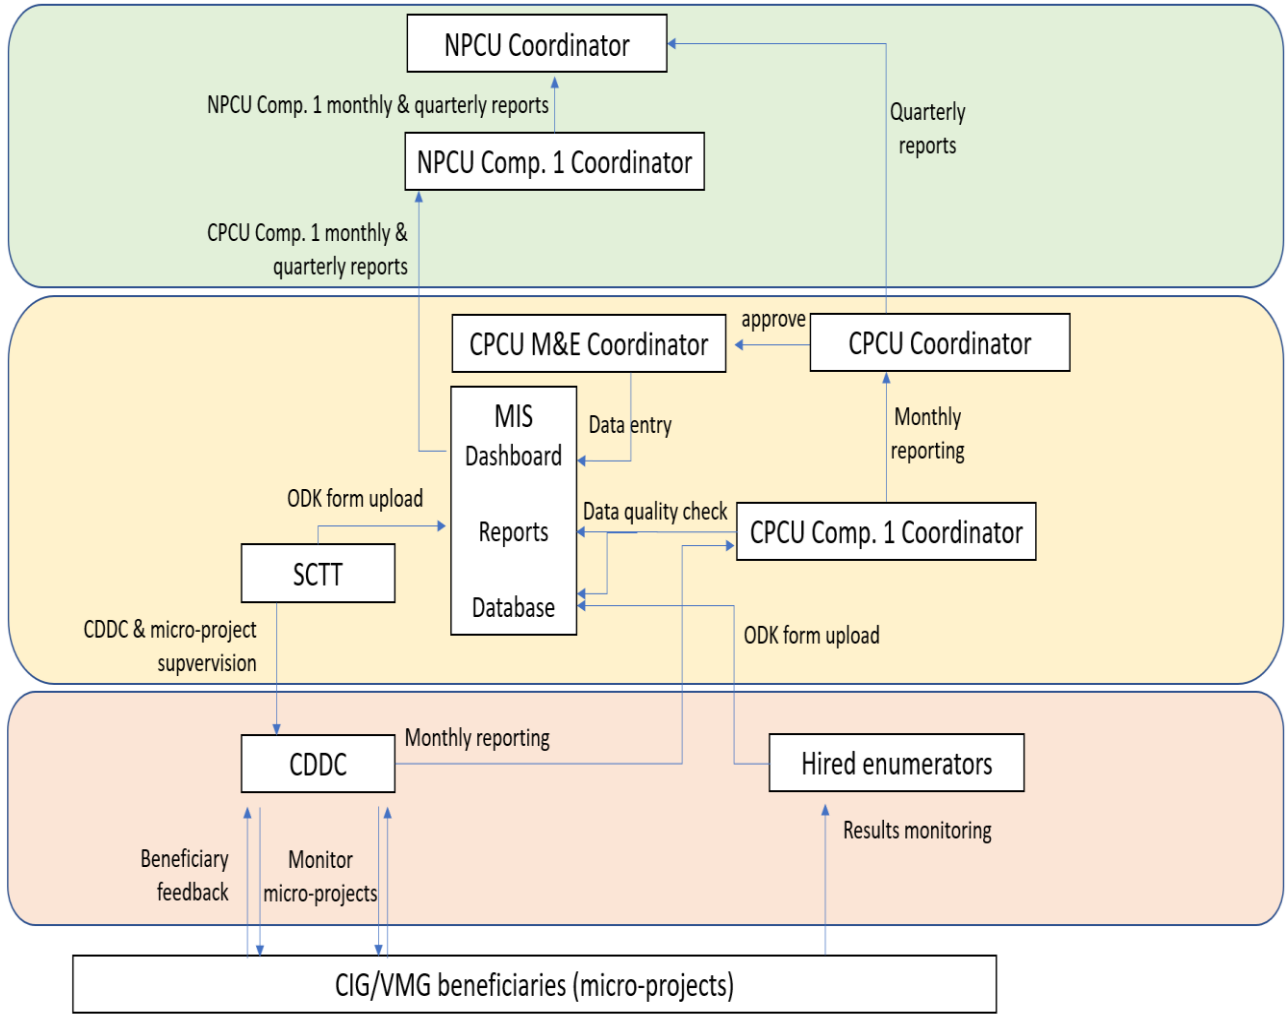 NPCU Coordinator
NPCU Comp. 1 monthly & quarterly reports
Quarterly
reports
NPCU Comp. 1 Coordinator
CPCU Comp. 1 monthly &
quarterly reports
approve
CPCU M&E Coordinator
CPCU Coordinator
MIS
Data entry
Monthly
reporting
Dashboard
ODK form upload
Data quality check
Reports
CPCU Comp. 1 Coordinator
SCTT
Database
CDDC & micro-project
supvervision
ODK form upload
Monthly reporting
CDDC
Hired enumerators
Results monitoring
Beneficiary
feedback
Monitor
micro-projects
CIG/VMG beneficiaries (micro-projects)